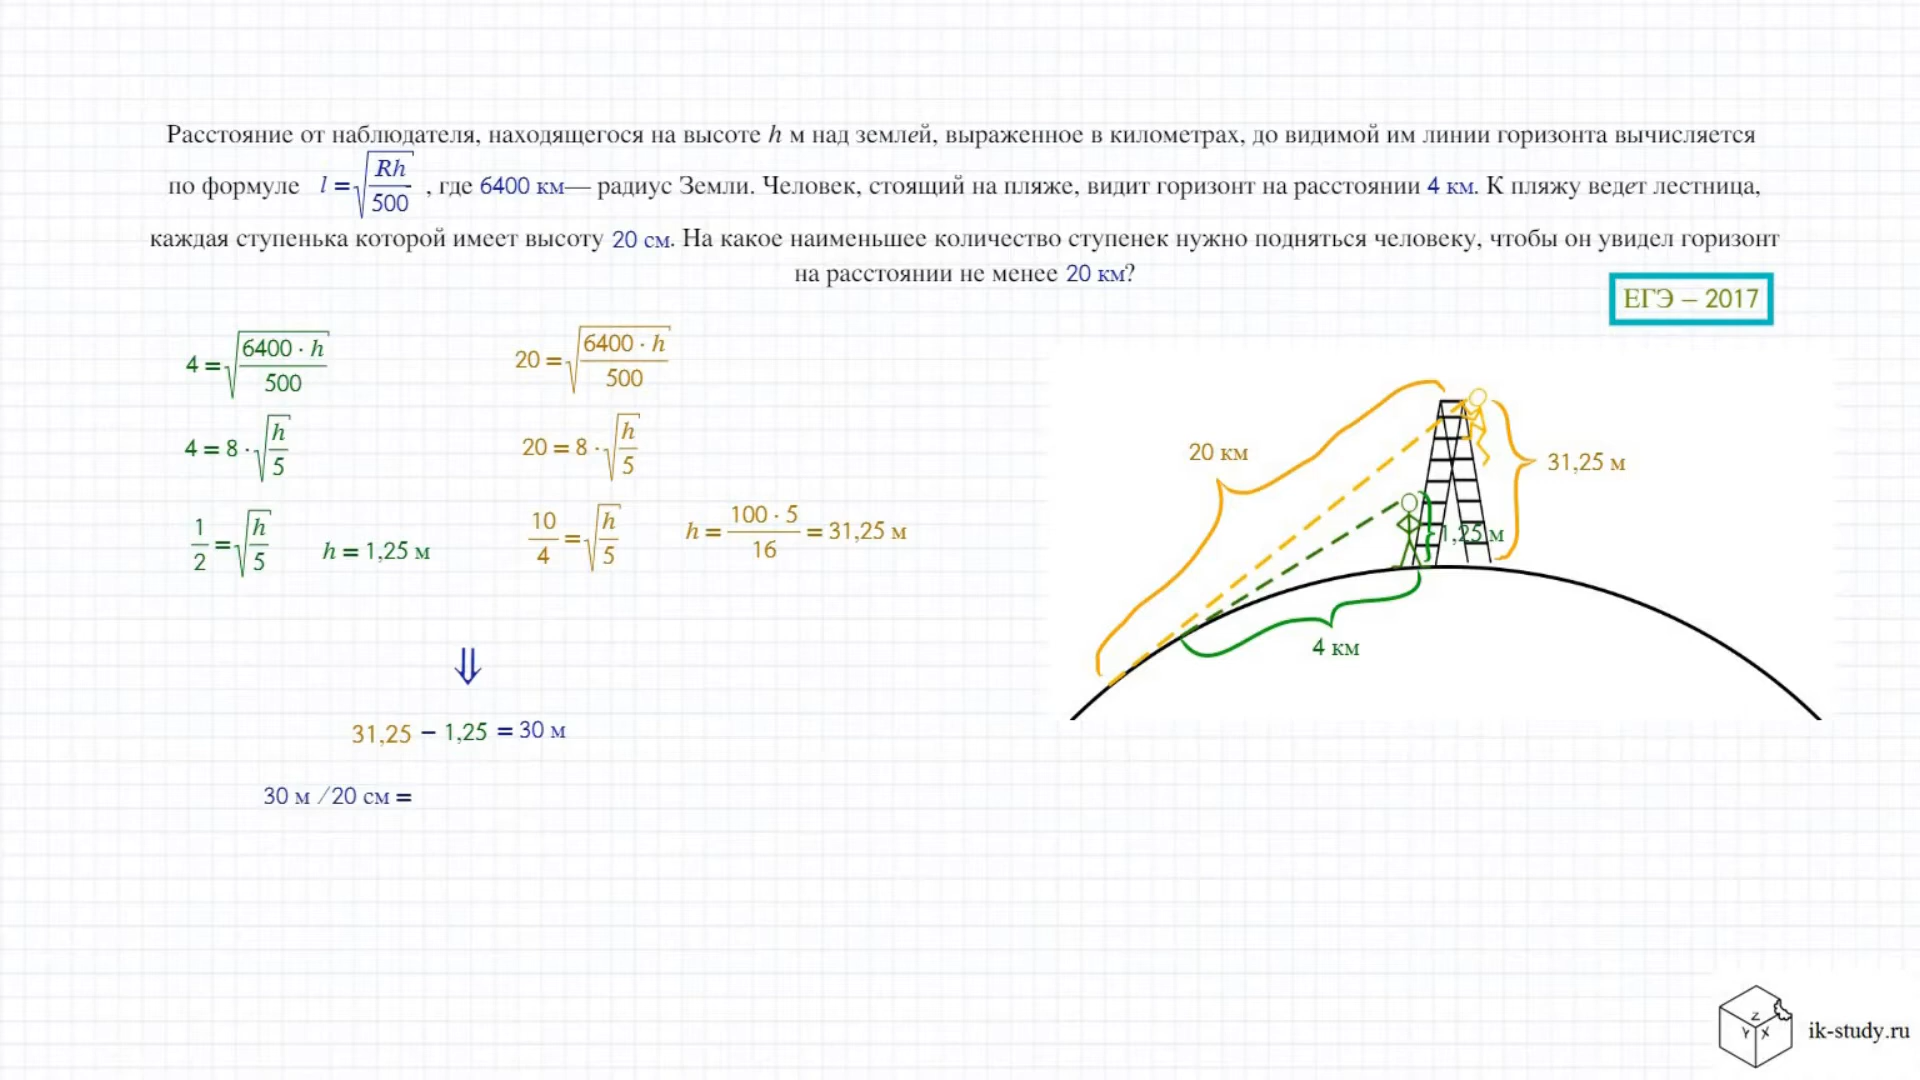 Расстояние от наблюдателя, находящегося на высоте h м над землей, выраженное в километрах, до видимой им линии горизонта вычисляется
по формуле l = √(Rh/500) , где 6400 км— радиус Земли. Человек, стоящий на пляже, видит горизонт на расстоянии 4 км. К пляжу ведет лестница,
каждая ступенька которой имеет высоту 20 см. На какое наименьшее количество ступенек нужно подняться человеку, чтобы он увидел горизонт
на расстоянии не менее 20 км?
ЕГЭ – 2017
4 = √(6400 · h/500)
4 = 8 · √(h/5)
1/2 = √(h/5) h = 1,25 м
20 = √(6400 · h/500)
20 = 8 · √(h/5)
10/4 = √(h/5) h = 100 · 5/16 = 31,25 м
⇓
31,25 − 1,25 = 30 м
30 м /20 см =
20 км
31,25 м
1,25 м
4 км
Z
Y X
ik-study.ru